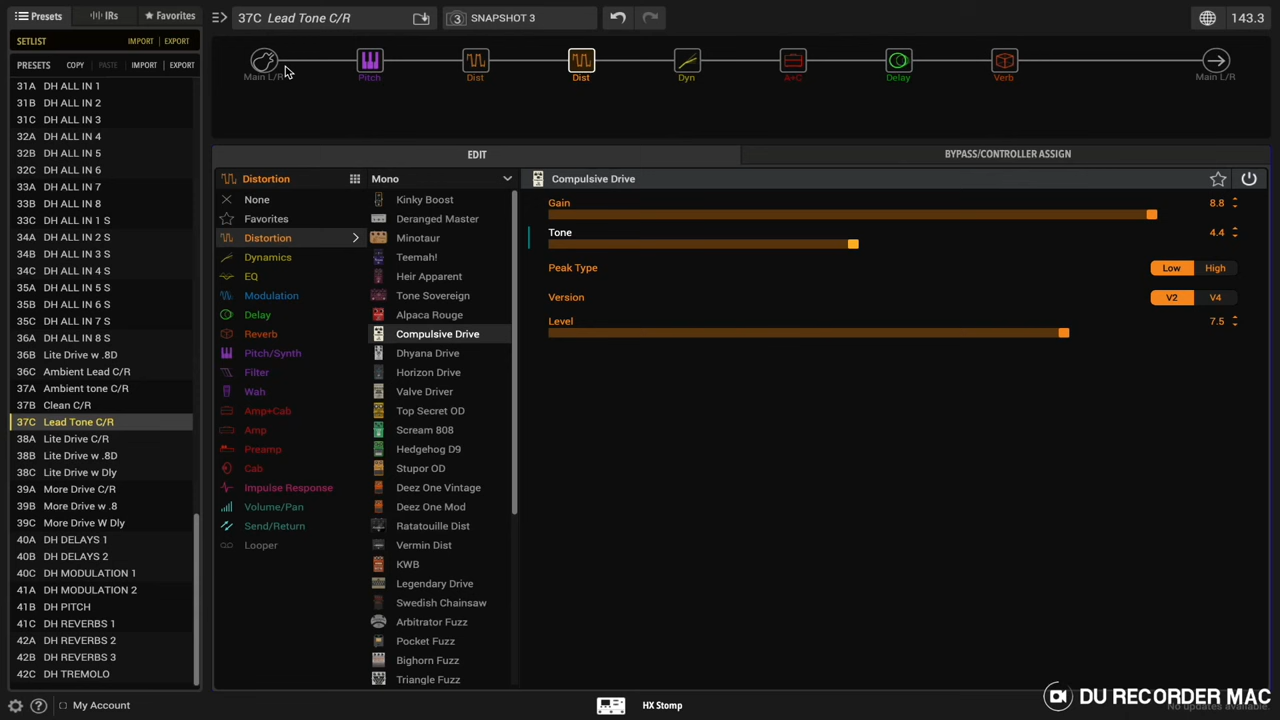 Presets IRs Favorites
37C Lead Tone C/R
3 SNAPSHOT 3
143.3
SETLIST IMPORT EXPORT
PRESETS COPY PASTE IMPORT EXPORT
31A DH ALL IN 1
31B DH ALL IN 2
31C DH ALL IN 3
32A DH ALL IN 4
32B DH ALL IN 5
32C DH ALL IN 6
33A DH ALL IN 7
33B DH ALL IN 8
33C DH ALL IN 1 S
34A DH ALL IN 2 S
34B DH ALL IN 3 S
34C DH ALL IN 4 S
35A DH ALL IN 5 S
35B DH ALL IN 6 S
35C DH ALL IN 7 S
36A DH ALL IN 8 S
36B Lite Drive w .8D
36C Ambient Lead C/R
37A Ambient tone C/R
37B Clean C/R
37C Lead Tone C/R
38A Lite Drive C/R
38B Lite Drive w .8D
38C Lite Drive w Dly
39A More Drive C/R
39B More Drive w .8
39C More Drive W Dly
40A DH DELAYS 1
40B DH DELAYS 2
40C DH MODULATION 1
41A DH MODULATION 2
41B DH PITCH
41C DH REVERBS 1
42A DH REVERBS 2
42B DH REVERBS 3
42C DH TREMOLO
My Account
Main L/R Pitch Dist Dist Dyn A+C Delay Verb Main L/R
EDIT BYPASS/CONTROLLER ASSIGN
Distortion
None
Favorites
Distortion
Dynamics
EQ
Modulation
Delay
Reverb
Pitch/Synth
Filter
Wah
Amp+Cab
Amp
Preamp
Cab
Impulse Response
Volume/Pan
Send/Return
Looper
Mono
Kinky Boost
Deranged Master
Minotaur
Teemah!
Heir Apparent
Tone Sovereign
Alpaca Rouge
Compulsive Drive
Dhyana Drive
Horizon Drive
Valve Driver
Top Secret OD
Scream 808
Hedgehog D9
Stupor OD
Deez One Vintage
Deez One Mod
Ratatouille Dist
Vermin Dist
KWB
Legendary Drive
Swedish Chainsaw
Arbitrator Fuzz
Pocket Fuzz
Bighorn Fuzz
Triangle Fuzz
Compulsive Drive
Gain 8.8
Tone 4.4
Peak Type Low High
Version V2 V4
Level 7.5
HX Stomp
No updates available.
DU RECORDER MAC